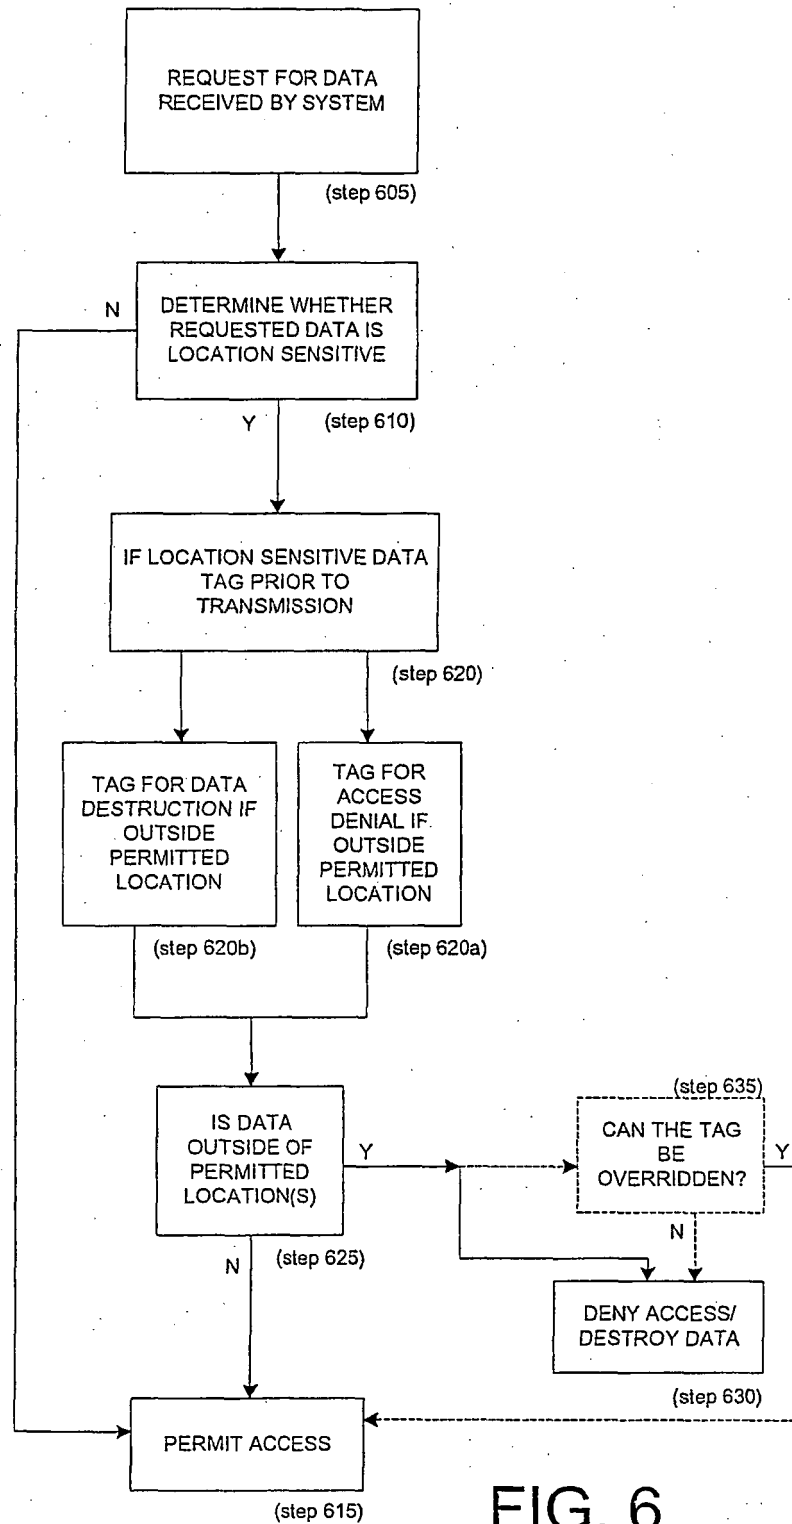 REQUEST FOR DATA
RECEIVED BY SYSTEM
(step 605)
N
DETERMINE WHETHER
REQUESTED DATA IS
LOCATION SENSITIVE
Y
(step 610)
IF LOCATION SENSITIVE DATA
TAG PRIOR TO
TRANSMISSION
(step 620)
TAG FOR DATA
DESTRUCTION IF
OUTSIDE
PERMITTED
LOCATION
(step 620b)
TAG FOR
ACCESS
DENIAL IF
OUTSIDE
PERMITTED
LOCATION
(step 620a)
IS DATA
OUTSIDE OF
PERMITTED
LOCATION(S)
Y
N
(step 625)
(step 635)
CAN THE TAG
BE
OVERRIDDEN?
Y
N
DENY ACCESS/
DESTROY DATA
(step 630)
PERMIT ACCESS
(step 615)
FIG. 6